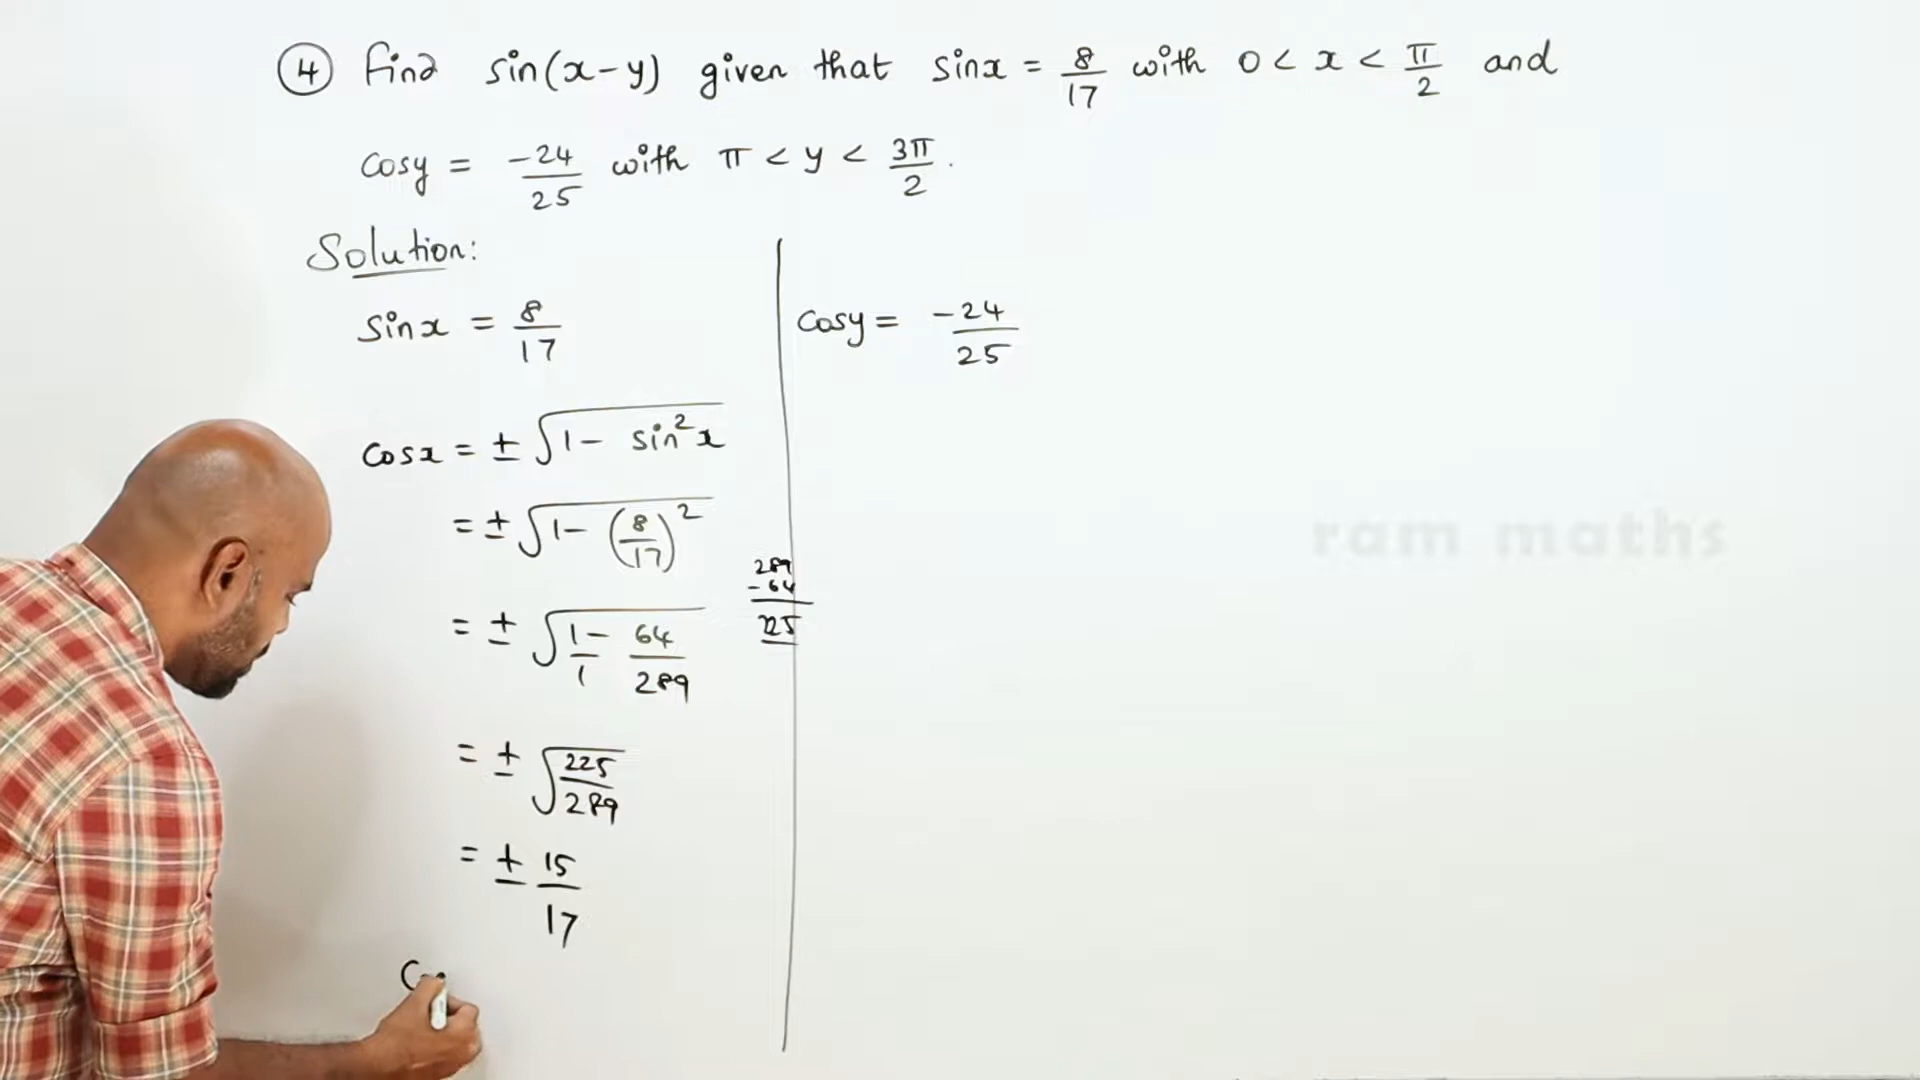 ④ Find sin(x-y) given that sinx = 8/17 with 0 < x < π/2 and
cosy = -24/25 with π < y < 3π/2.
Solution:
sinx = 8/17
cosx = ± √(1 - sin²x)
= ± √(1 - (8/17)²)
= ± √(1/1 - 64/289)
289
- 64
225
= ± √(225/289)
= ± 15/17
Co
cosy = -24/25
ram maths